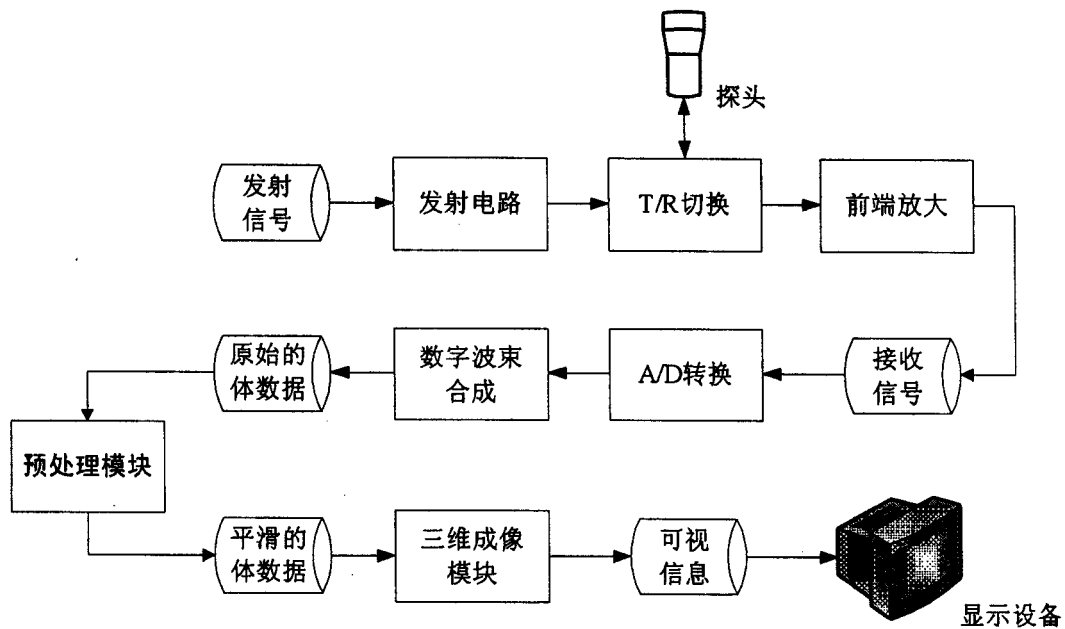 探头
发射
信号
发射电路
T/R切换
前端放大
原始的
体数据
数字波束
合成
A/D转换
接收
信号
预处理模块
平滑的
体数据
三维成像
模块
可视
信息
显示设备